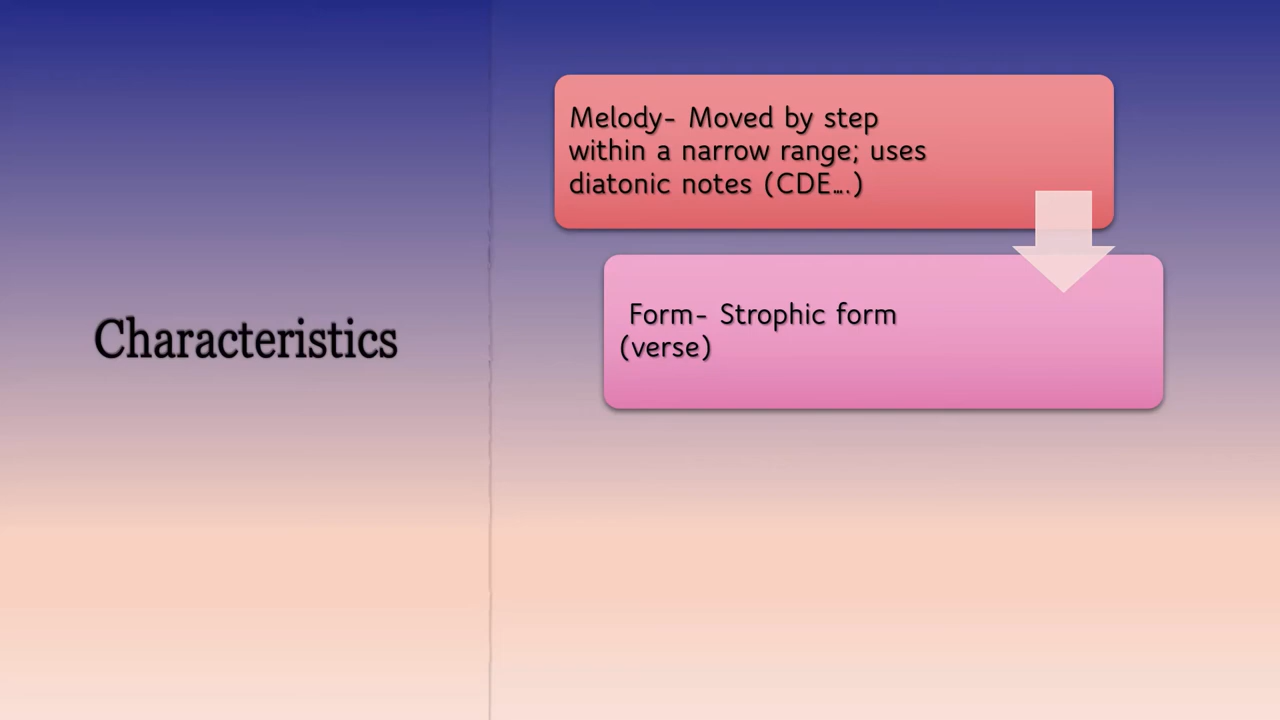 Characteristics
Melody- Moved by step
within a narrow range; uses
diatonic notes (CDE….)
Form- Strophic form
(verse)